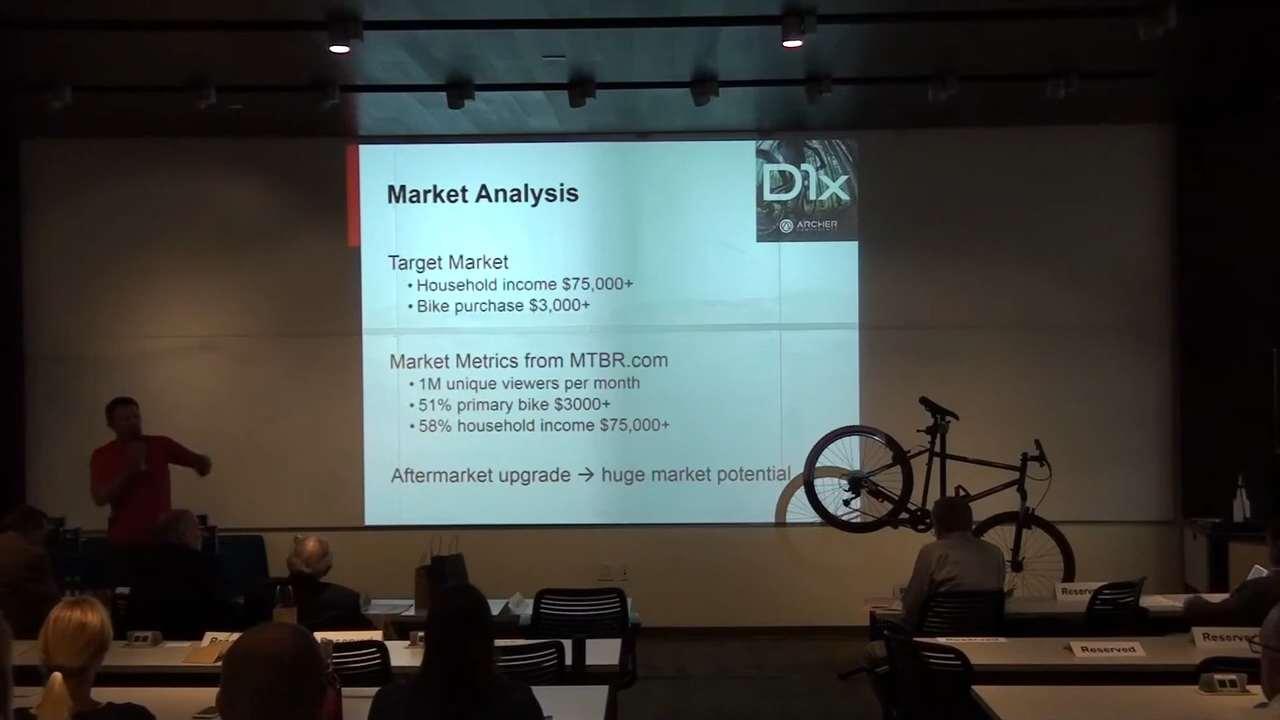 Market Analysis
D1x
ARCHER
COMPONENTS
Target Market
• Household income $75,000+
• Bike purchase $3,000+
Market Metrics from MTBR.com
• 1M unique viewers per month
• 51% primary bike $3000+
• 58% household income $75,000+
Aftermarket upgrade → huge market potential
Reserved
Reserved
Reserved